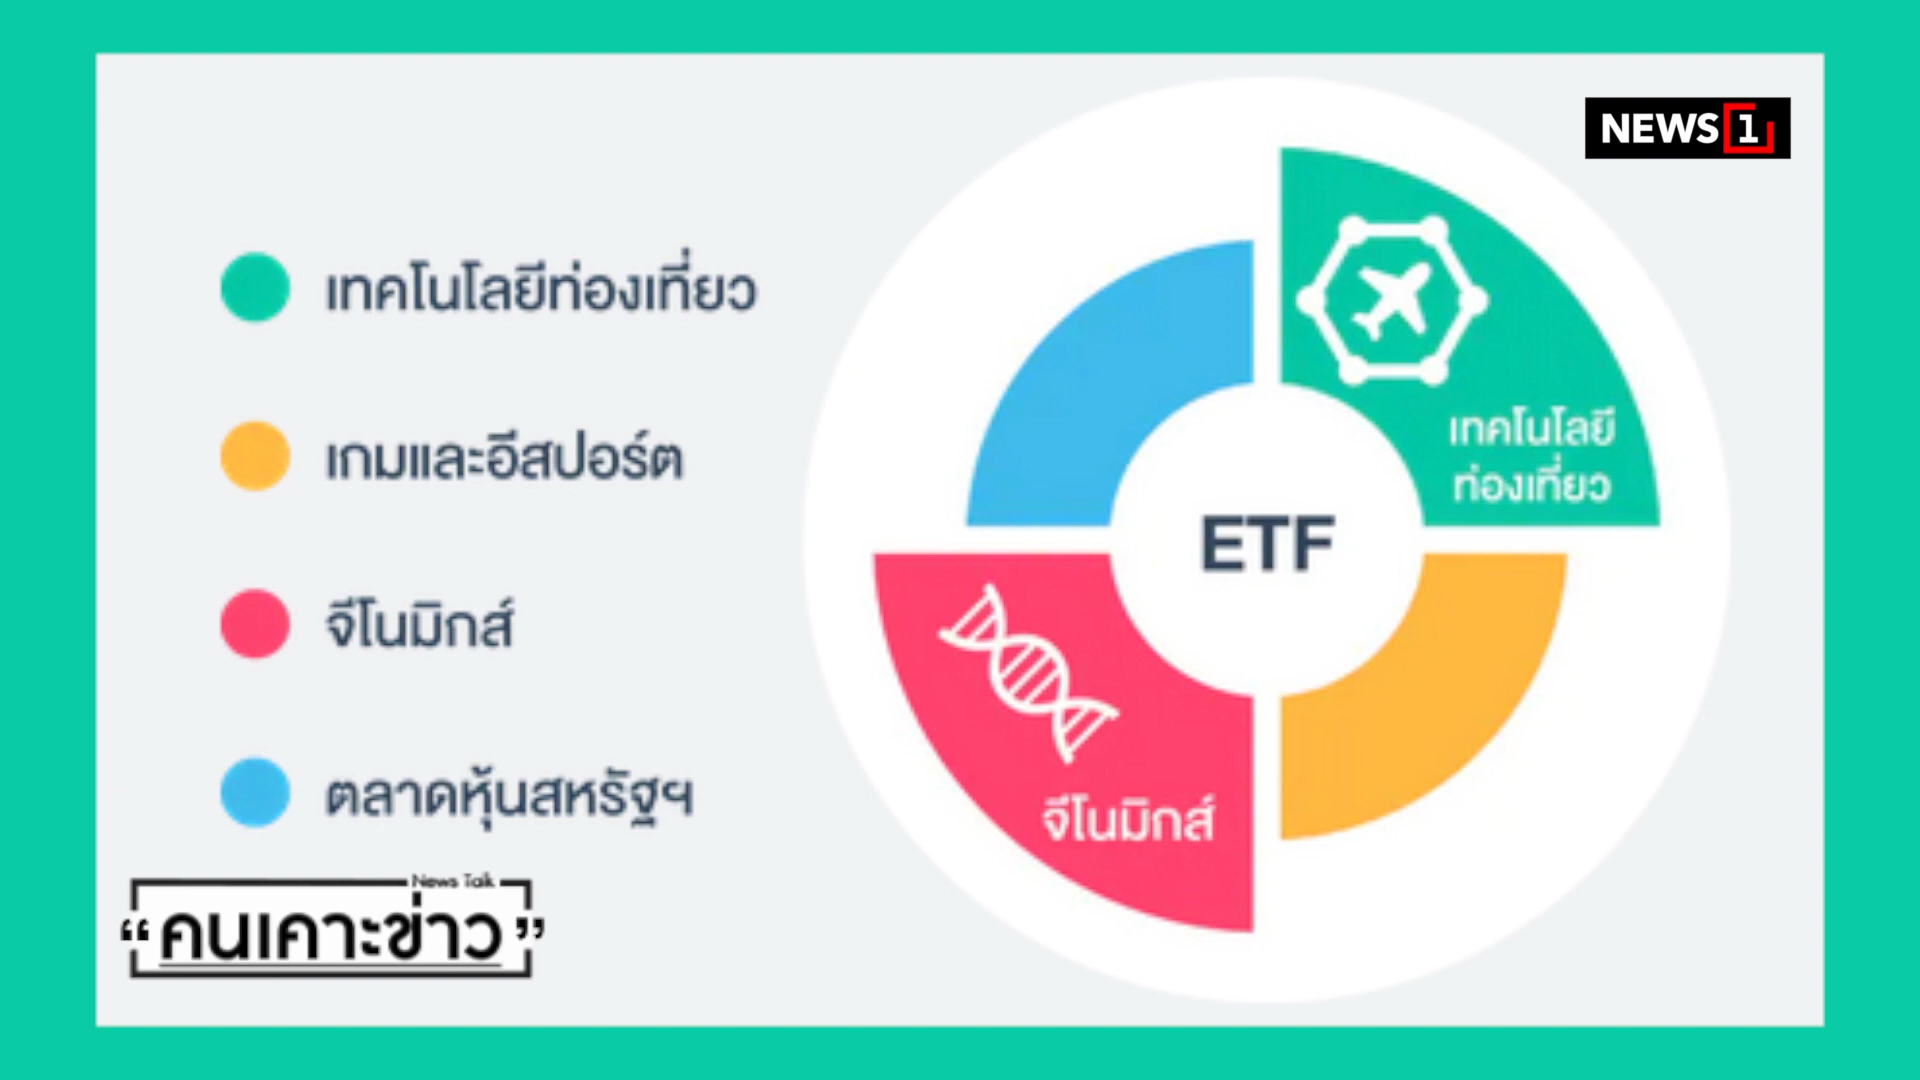 NEWS 1
เทคโนโลยีท่องเที่ยว
เกมและอีสปอร์ต
จีโนมิกส์
ตลาดหุ้นสหรัฐฯ
เทคโนโลยี
ท่องเที่ยว
ETF
จีโนมิกส์
News Talk
“คนเคาะข่าว”